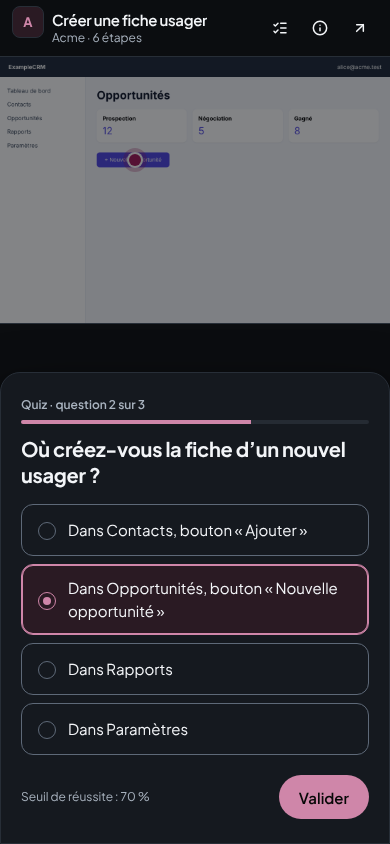 A
Créer une fiche usager
Acme · 6 étapes
ExampleCRM
alice@acme.test
Tableau de bord
Contacts
Opportunités
Rapports
Paramètres
Opportunités
Prospection
12
Négociation
5
Gagné
8
Quiz · question 2 sur 3
Où créez-vous la fiche d’un nouvel
usager ?
Dans Contacts, bouton « Ajouter »
Dans Opportunités, bouton « Nouvelle
opportunité »
Dans Rapports
Dans Paramètres
Seuil de réussite : 70 %
Valider